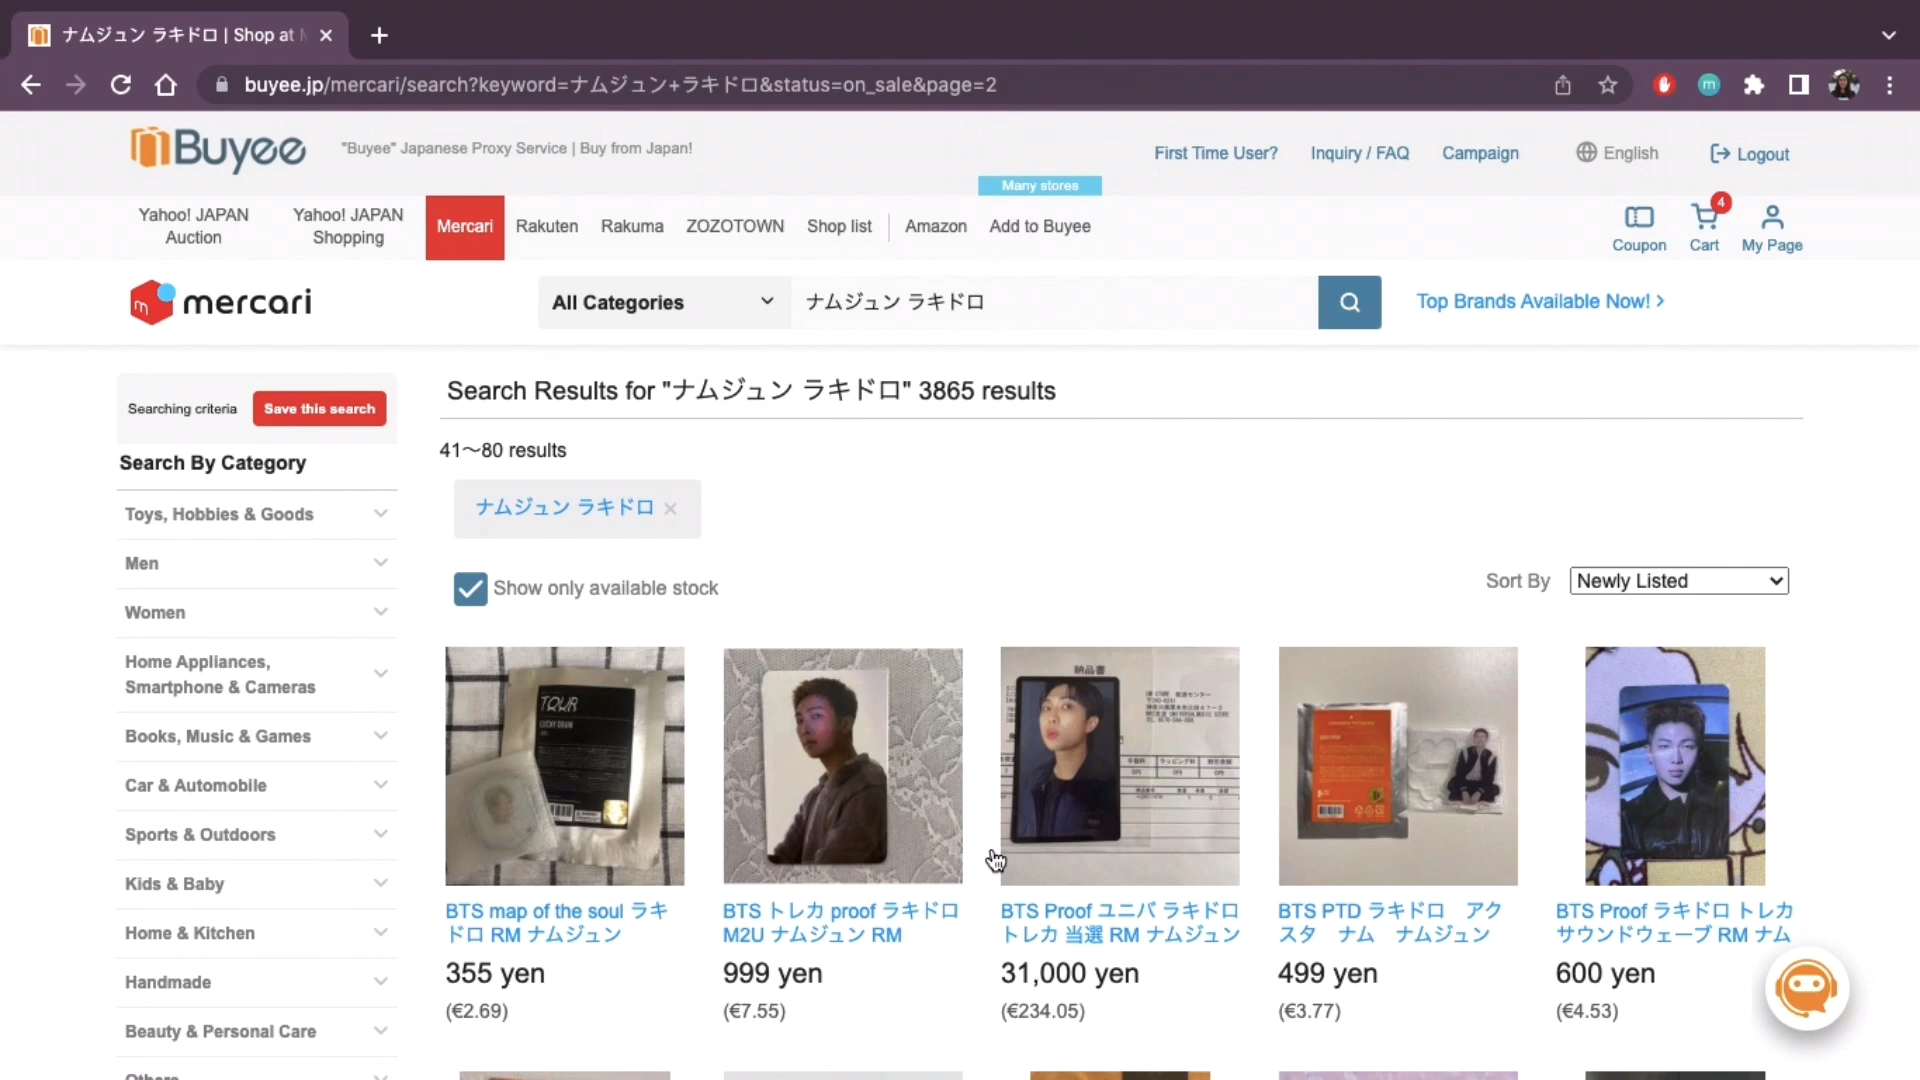 ナムジュン ラキドロ | Shop at M
buyee.jp/mercari/search?keyword=ナムジュン+ラキドロ&status=on_sale&page=2
Buyee
"Buyee" Japanese Proxy Service | Buy from Japan!
First Time User?
Inquiry / FAQ
Campaign
English
Logout
Many stores
Yahoo! JAPAN
Auction
Yahoo! JAPAN
Shopping
Mercari
Rakuten
Rakuma
ZOZOTOWN
Shop list
Amazon
Add to Buyee
4
Coupon
Cart
My Page
mercari
All Categories
ナムジュン ラキドロ
Top Brands Available Now!
Searching criteria
Save this search
Search By Category
Toys, Hobbies & Goods
Men
Women
Home Appliances,
Smartphone & Cameras
Books, Music & Games
Car & Automobile
Sports & Outdoors
Kids & Baby
Home & Kitchen
Handmade
Beauty & Personal Care
Others
Search Results for "ナムジュン ラキドロ" 3865 results
41～80 results
ナムジュン ラキドロ
Show only available stock
Sort By
Newly Listed
TOUR
LUCKY DRAW
納品書
BTS map of the soul ラキ
ドロ RM ナムジュン
355 yen
(€2.69)
BTS トレカ proof ラキドロ
M2U ナムジュン RM
999 yen
(€7.55)
BTS Proof ユニバ ラキドロ
トレカ 当選 RM ナムジュン
31,000 yen
(€234.05)
BTS PTD ラキドロ　アク
スタ　ナム　ナムジュン
499 yen
(€3.77)
BTS Proof ラキドロ トレカ
サウンドウェーブ RM ナム
600 yen
(€4.53)